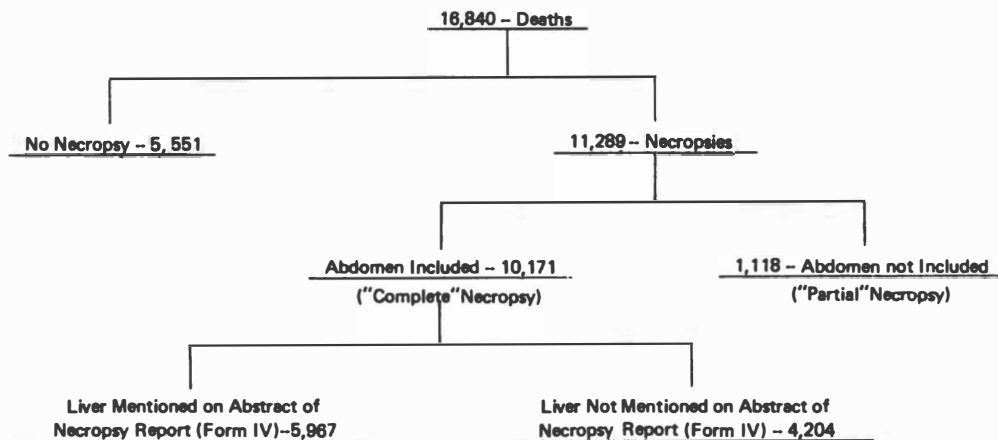 16,840 -- Deaths
No Necropsy -- 5, 551
11,289 -- Necropsies
Abdomen Included -- 10,171
("Complete"Necropsy)
1,118 -- Abdomen not Included
("Partial"Necropsy)
Liver Mentioned on Abstract of
Necropsy Report (Form IV)--5,967
Liver Not Mentioned on Abstract of
Necropsy Report (Form IV) -- 4,204